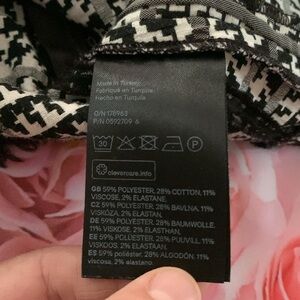 Made in Turkey
Fabriqué en Turquie
Hecho en Turquía
O/N 178963
P/N 0592709 6
30
P
clevercare.info
GB 59% POLYESTER, 28% COTTON, 11%
VISCOSE, 2% ELASTANE.
CZ 59% POLYESTER, 28% BAVLNA, 11%
VISKÓZA, 2% ELASTAN.
DE 59% POLYESTER, 28% BAUMWOLLE,
11% VISKOSE, 2% ELASTHAN.
EE 59% POLÜESTER, 28% PUUVILL, 11%
VISKOOS, 2% ELASTAAN.
ES 59% poliéster, 28% ALGODÓN, 11%
viscosa, 2% elastano.